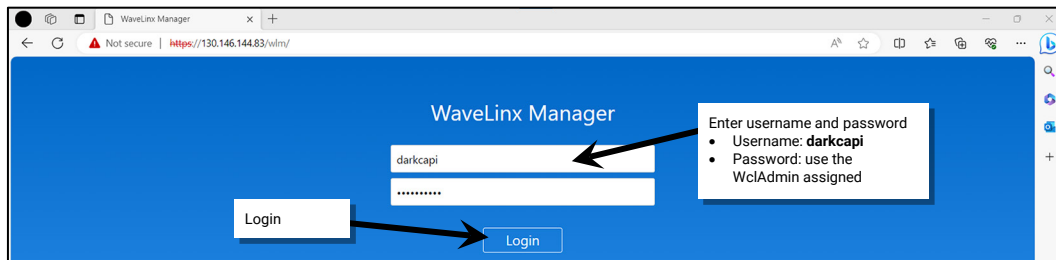 WaveLinx Manager
Not secure | https://130.146.144.83/wlm/
WaveLinx Manager
Enter username and password
• Username: darkcapi
• Password: use the
WclAdmin assigned
darkcapi
••••••••••
Login
Login